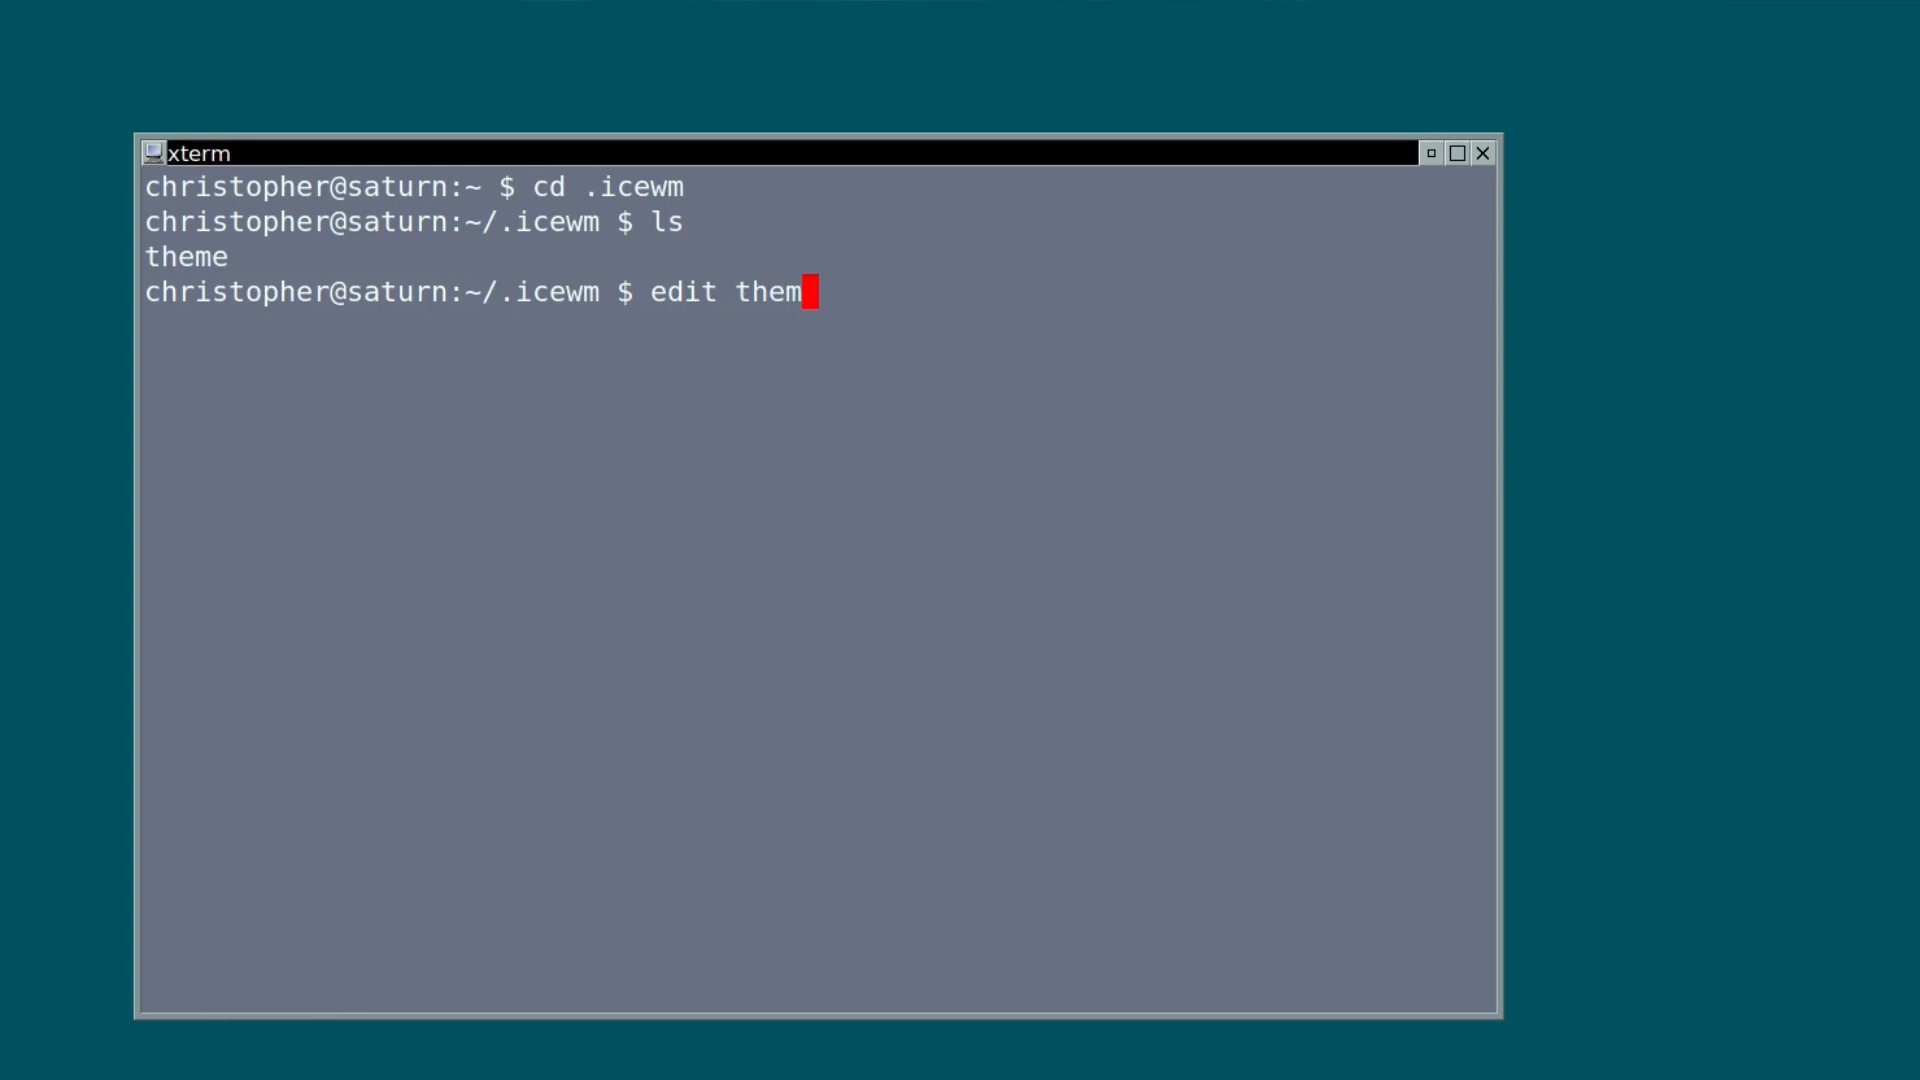 xterm
christopher@saturn:~ $ cd .icewm
christopher@saturn:~/.icewm $ ls
theme
christopher@saturn:~/.icewm $ edit them